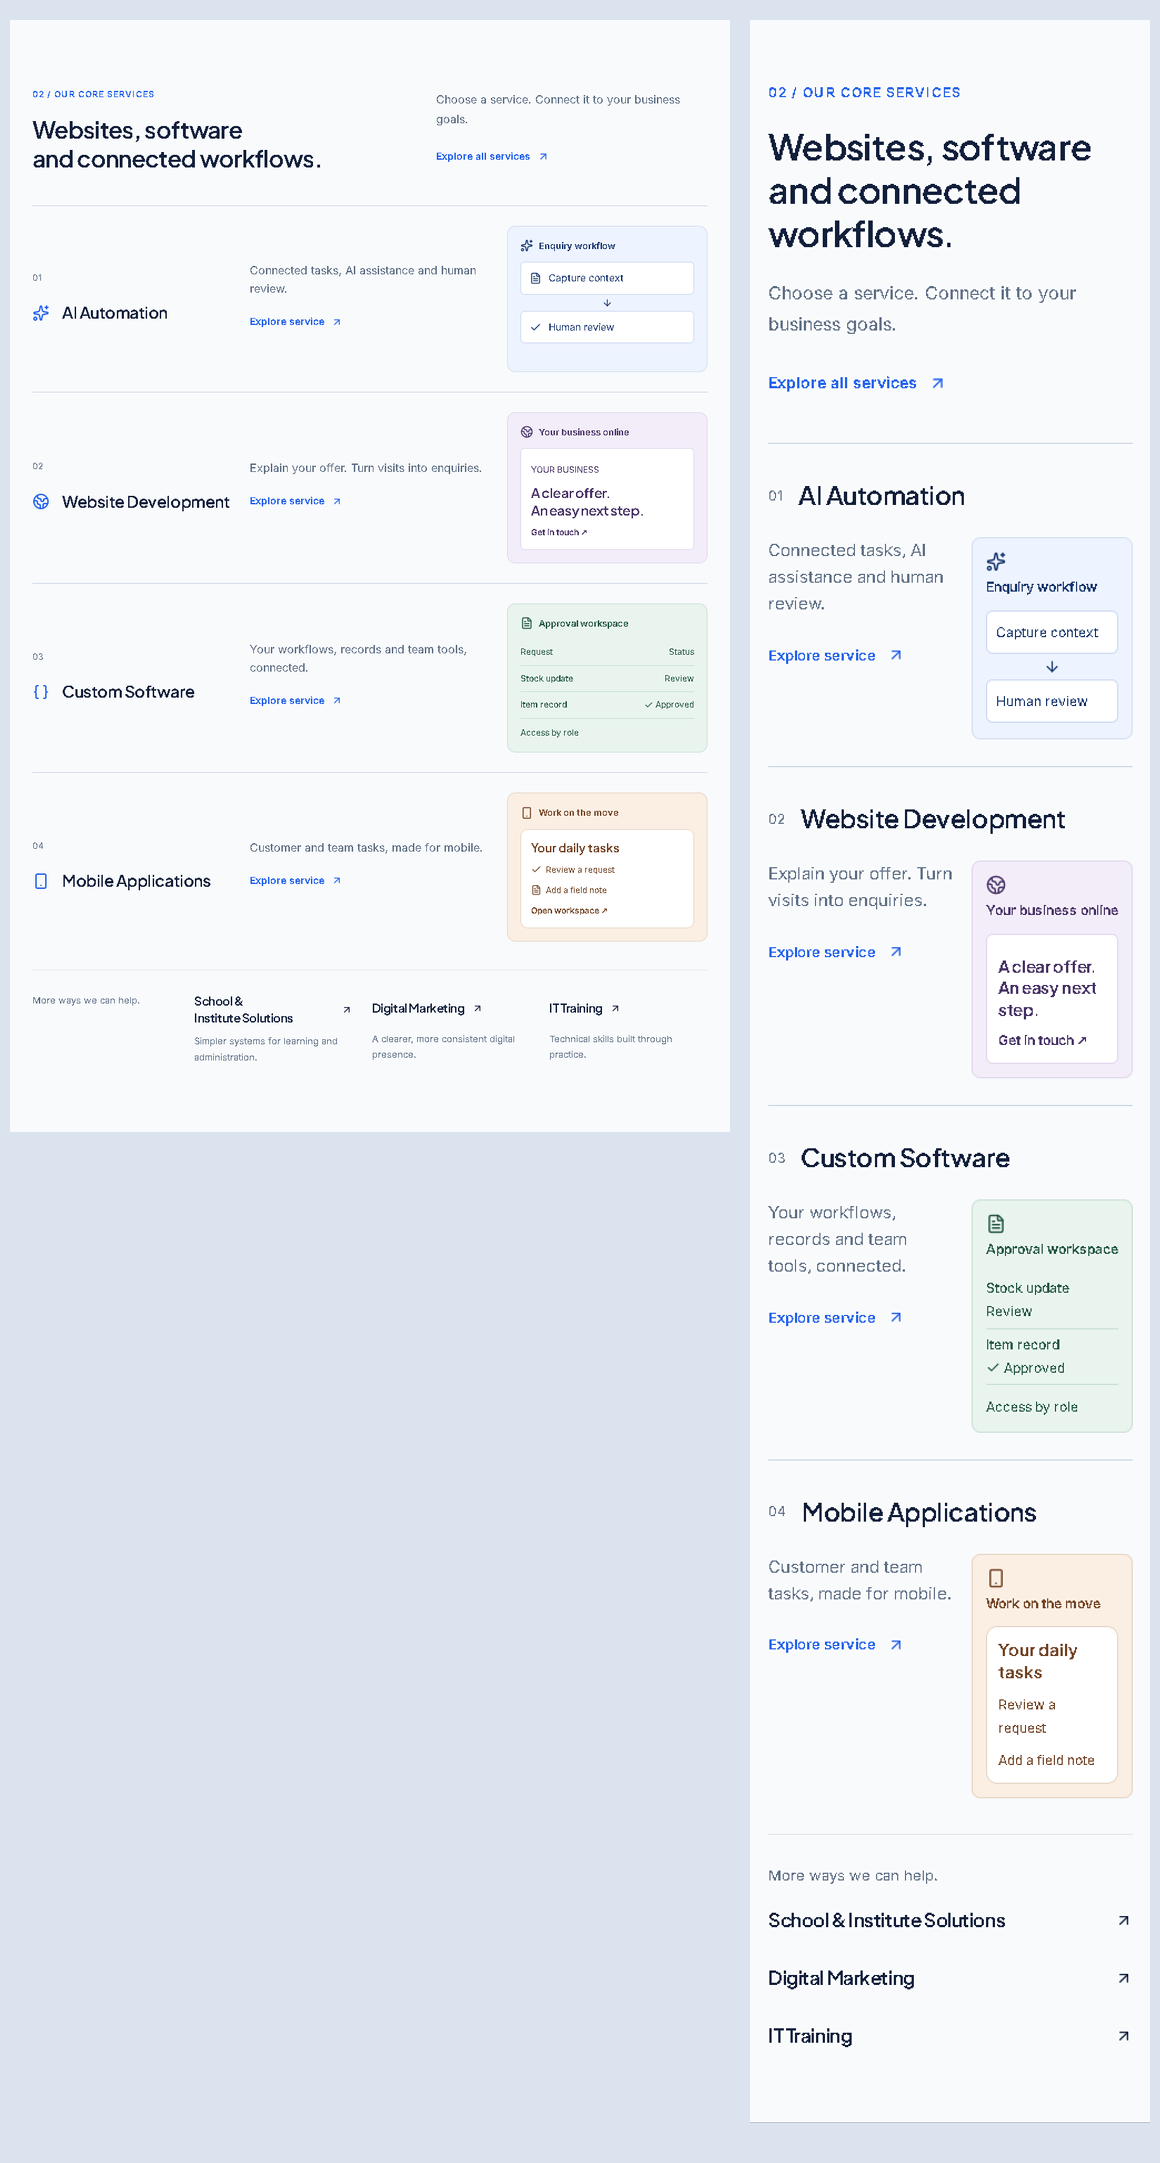 02 / OUR CORE SERVICES
Websites, software
and connected workflows.
Choose a service. Connect it to your business
goals.
Explore all services
01
AI Automation
Connected tasks, AI assistance and human
review.
Explore service
Enquiry workflow
Capture context
Human review
02
Website Development
Explain your offer. Turn visits into enquiries.
Explore service
Your business online
YOUR BUSINESS
A clear offer.
An easy next step.
Get in touch ↗
03
Custom Software
Your workflows, records and team tools,
connected.
Explore service
Approval workspace
Request Status
Stock update Review
Item record Approved
Access by role
04
Mobile Applications
Customer and team tasks, made for mobile.
Explore service
Work on the move
Your daily tasks
Review a request
Add a field note
Open workspace ↗
More ways we can help.
School &
Institute Solutions
Simpler systems for learning and
administration.
Digital Marketing
A clearer, more consistent digital
presence.
IT Training
Technical skills built through
practice.
02 / OUR CORE SERVICES
Websites, software
and connected
workflows.
Choose a service. Connect it to your
business goals.
Explore all services
01 AI Automation
Connected tasks, AI
assistance and human
review.
Explore service
Enquiry workflow
Capture context
Human review
02 Website Development
Explain your offer. Turn
visits into enquiries.
Explore service
Your business online
A clear offer.
An easy next
step.
Get in touch ↗
03 Custom Software
Your workflows,
records and team
tools, connected.
Explore service
Approval workspace
Stock update
Review
Item record
Approved
Access by role
04 Mobile Applications
Customer and team
tasks, made for mobile.
Explore service
Work on the move
Your daily
tasks
Review a
request
Add a field note
More ways we can help.
School & Institute Solutions
Digital Marketing
IT Training